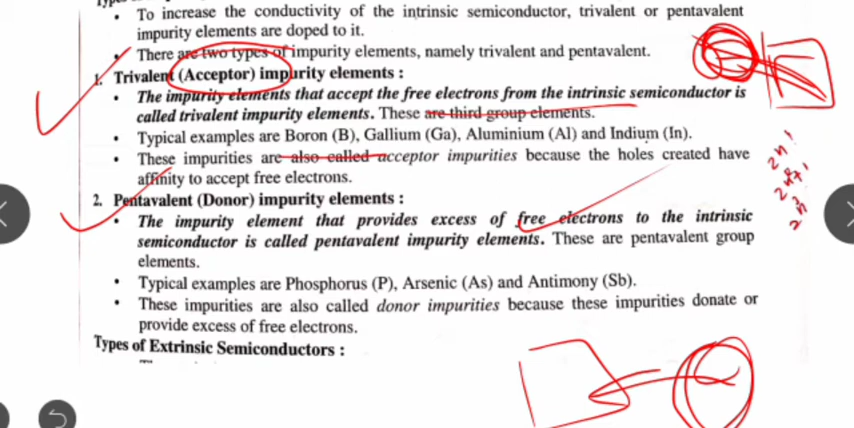 • To increase the conductivity of the intrinsic semiconductor, trivalent or pentavalent
impurity elements are doped to it.
• There are two types of impurity elements, namely trivalent and pentavalent.
1. Trivalent (Acceptor) impurity elements :
• The impurity elements that accept the free electrons from the intrinsic semiconductor is
called trivalent impurity elements. These are third group elements.
• Typical examples are Boron (B), Gallium (Ga), Aluminium (Al) and Indium (In).
• These impurities are also called acceptor impurities because the holes created have
affinity to accept free electrons.
2. Pentavalent (Donor) impurity elements :
• The impurity element that provides excess of free electrons to the intrinsic
semiconductor is called pentavalent impurity elements. These are pentavalent group
elements.
• Typical examples are Phosphorus (P), Arsenic (As) and Antimony (Sb).
• These impurities are also called donor impurities because these impurities donate or
provide excess of free electrons.
Types of Extrinsic Semiconductors :